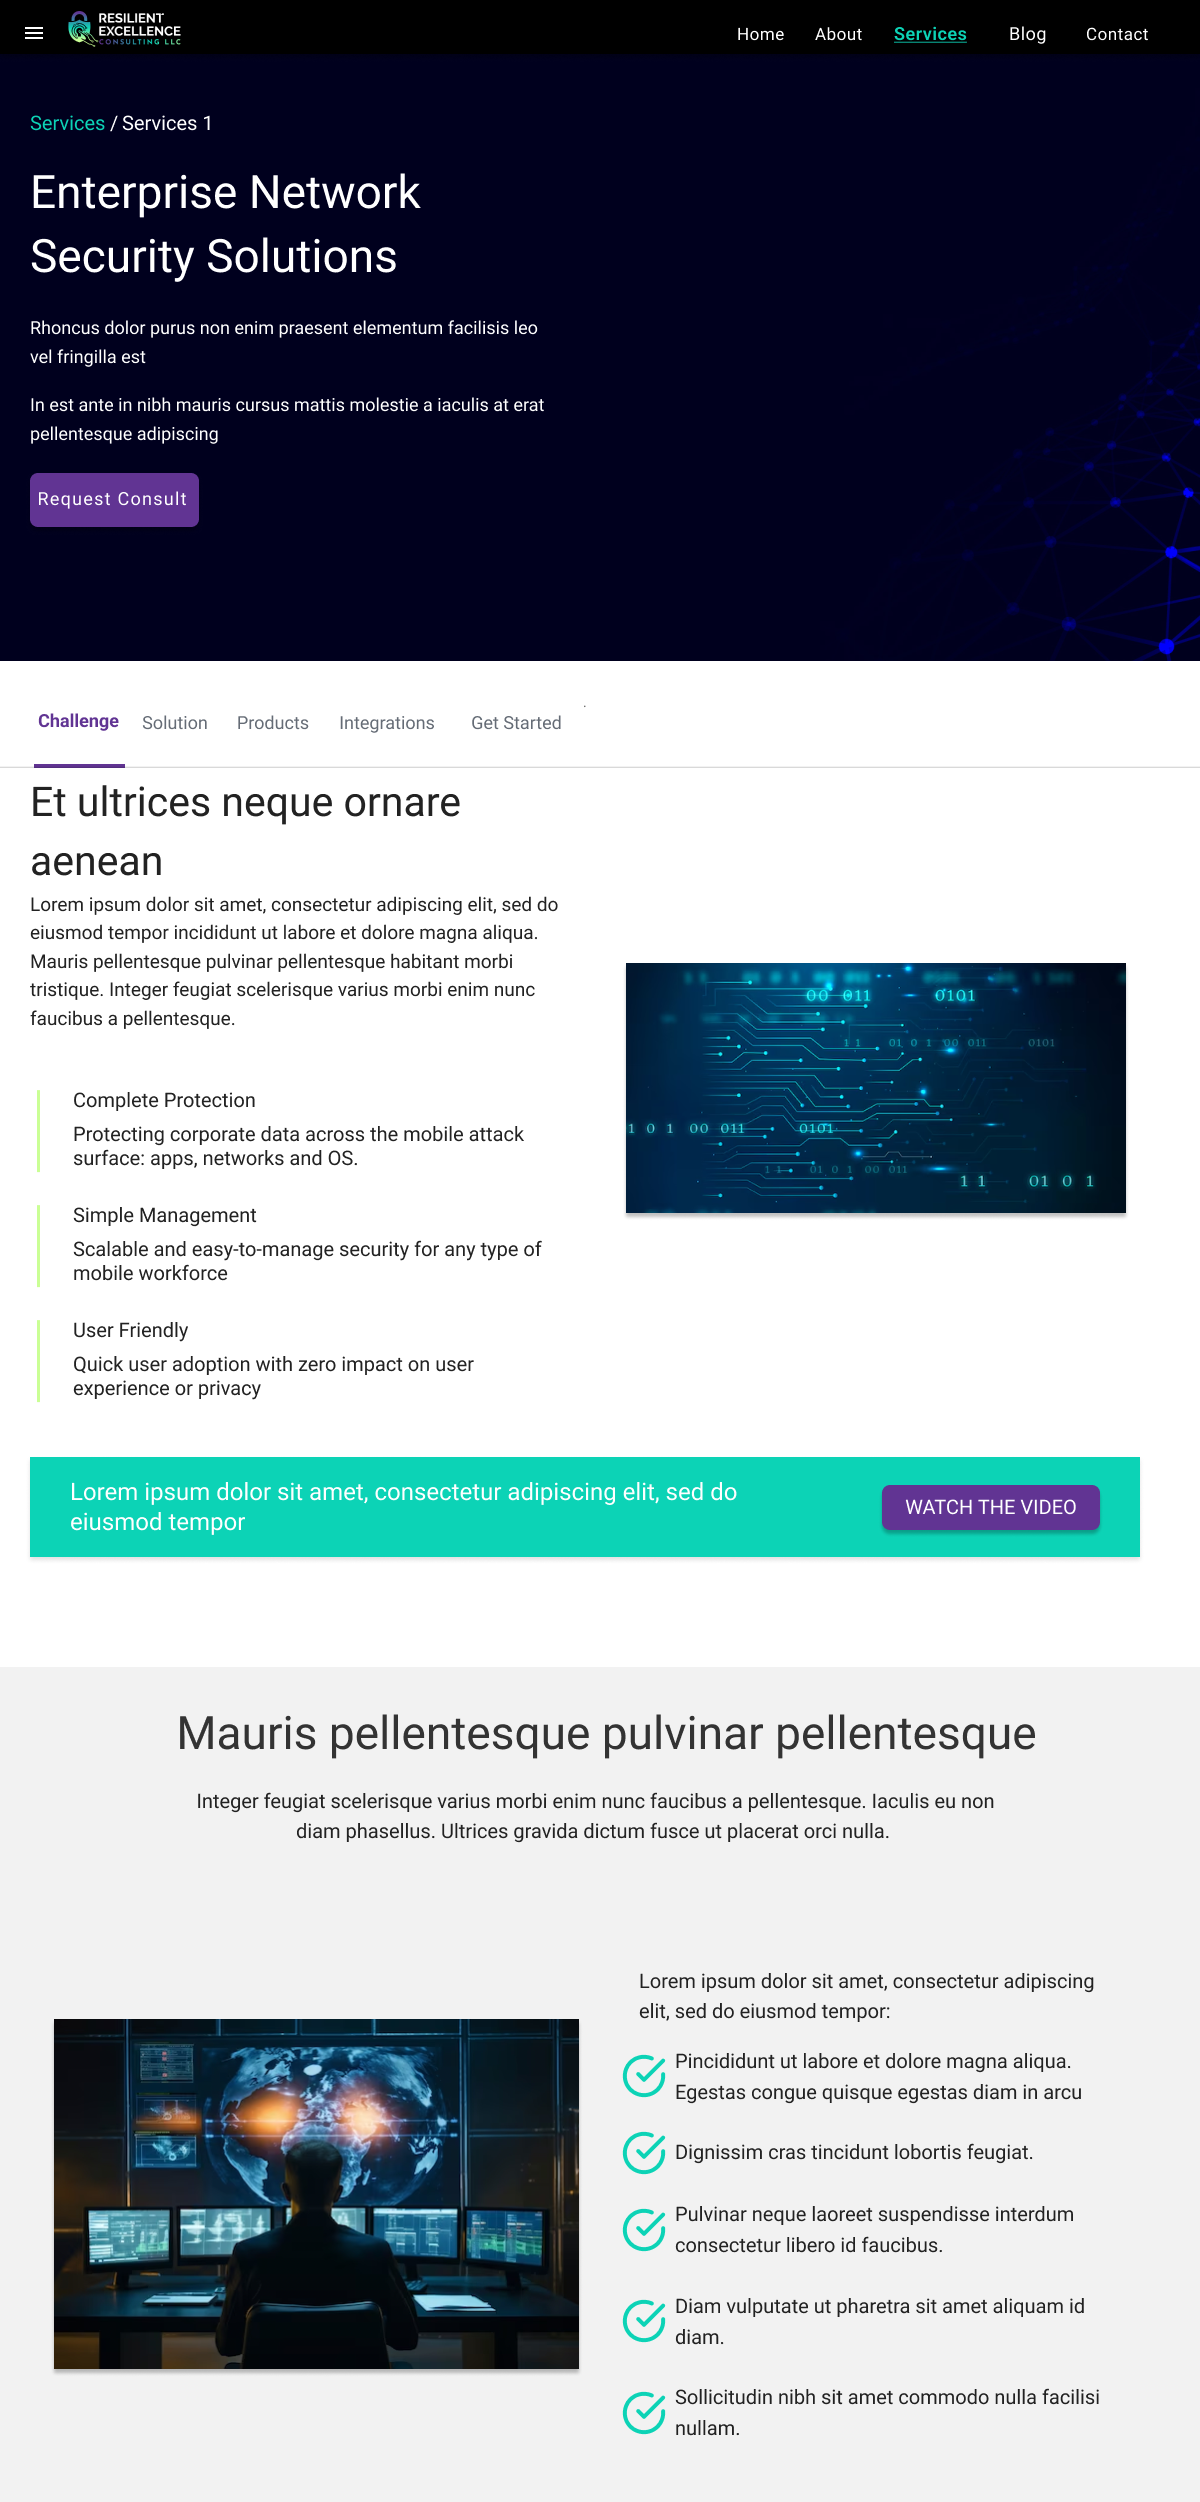 RESILIENT
EXCELLENCE
CONSULTING LLC
Home About Services Blog Contact
Services / Services 1
Enterprise Network
Security Solutions
Rhoncus dolor purus non enim praesent elementum facilisis leo
vel fringilla est
In est ante in nibh mauris cursus mattis molestie a iaculis at erat
pellentesque adipiscing
Request Consult
Challenge Solution Products Integrations Get Started .
Et ultrices neque ornare
aenean
Lorem ipsum dolor sit amet, consectetur adipiscing elit, sed do
eiusmod tempor incididunt ut labore et dolore magna aliqua.
Mauris pellentesque pulvinar pellentesque habitant morbi
tristique. Integer feugiat scelerisque varius morbi enim nunc
faucibus a pellentesque.
00 011 0101
1 1 01 0 1 00 011 0101
1 0 1 00 011 0101
1 1 01 0 1 00 011
1 1 01 0 1
Complete Protection
Protecting corporate data across the mobile attack
surface: apps, networks and OS.
Simple Management
Scalable and easy-to-manage security for any type of
mobile workforce
User Friendly
Quick user adoption with zero impact on user
experience or privacy
Lorem ipsum dolor sit amet, consectetur adipiscing elit, sed do
eiusmod tempor
WATCH THE VIDEO
Mauris pellentesque pulvinar pellentesque
Integer feugiat scelerisque varius morbi enim nunc faucibus a pellentesque. Iaculis eu non
diam phasellus. Ultrices gravida dictum fusce ut placerat orci nulla.
Lorem ipsum dolor sit amet, consectetur adipiscing
elit, sed do eiusmod tempor:
Pincididunt ut labore et dolore magna aliqua.
Egestas congue quisque egestas diam in arcu
Dignissim cras tincidunt lobortis feugiat.
Pulvinar neque laoreet suspendisse interdum
consectetur libero id faucibus.
Diam vulputate ut pharetra sit amet aliquam id
diam.
Sollicitudin nibh sit amet commodo nulla facilisi
nullam.